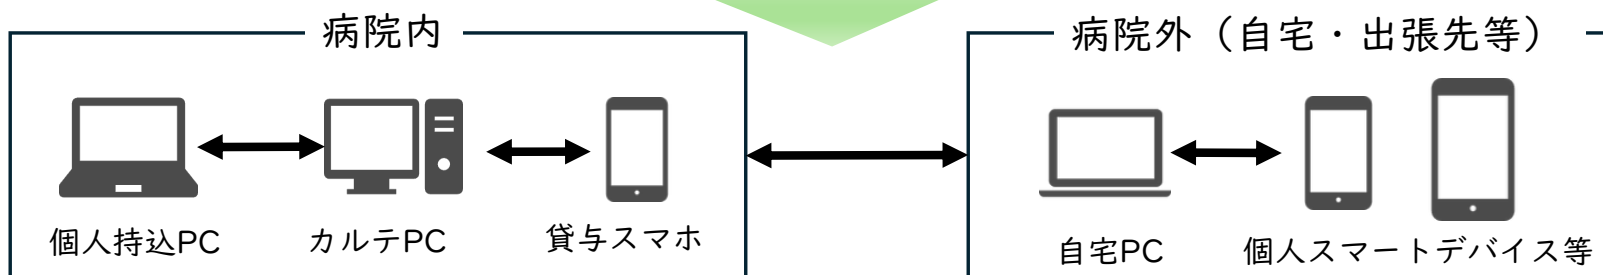 病院内
病院外（自宅・出張先等）
個人持込PC
カルテPC
貸与スマホ
自宅PC
個人スマートデバイス等